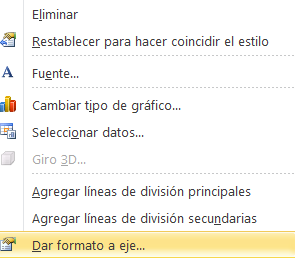 Eliminar
Restablecer para hacer coincidir el estilo
Fuente...
Cambiar tipo de gráfico...
Seleccionar datos...
Giro 3D...
Agregar líneas de división principales
Agregar líneas de división secundarias
Dar formato a eje...